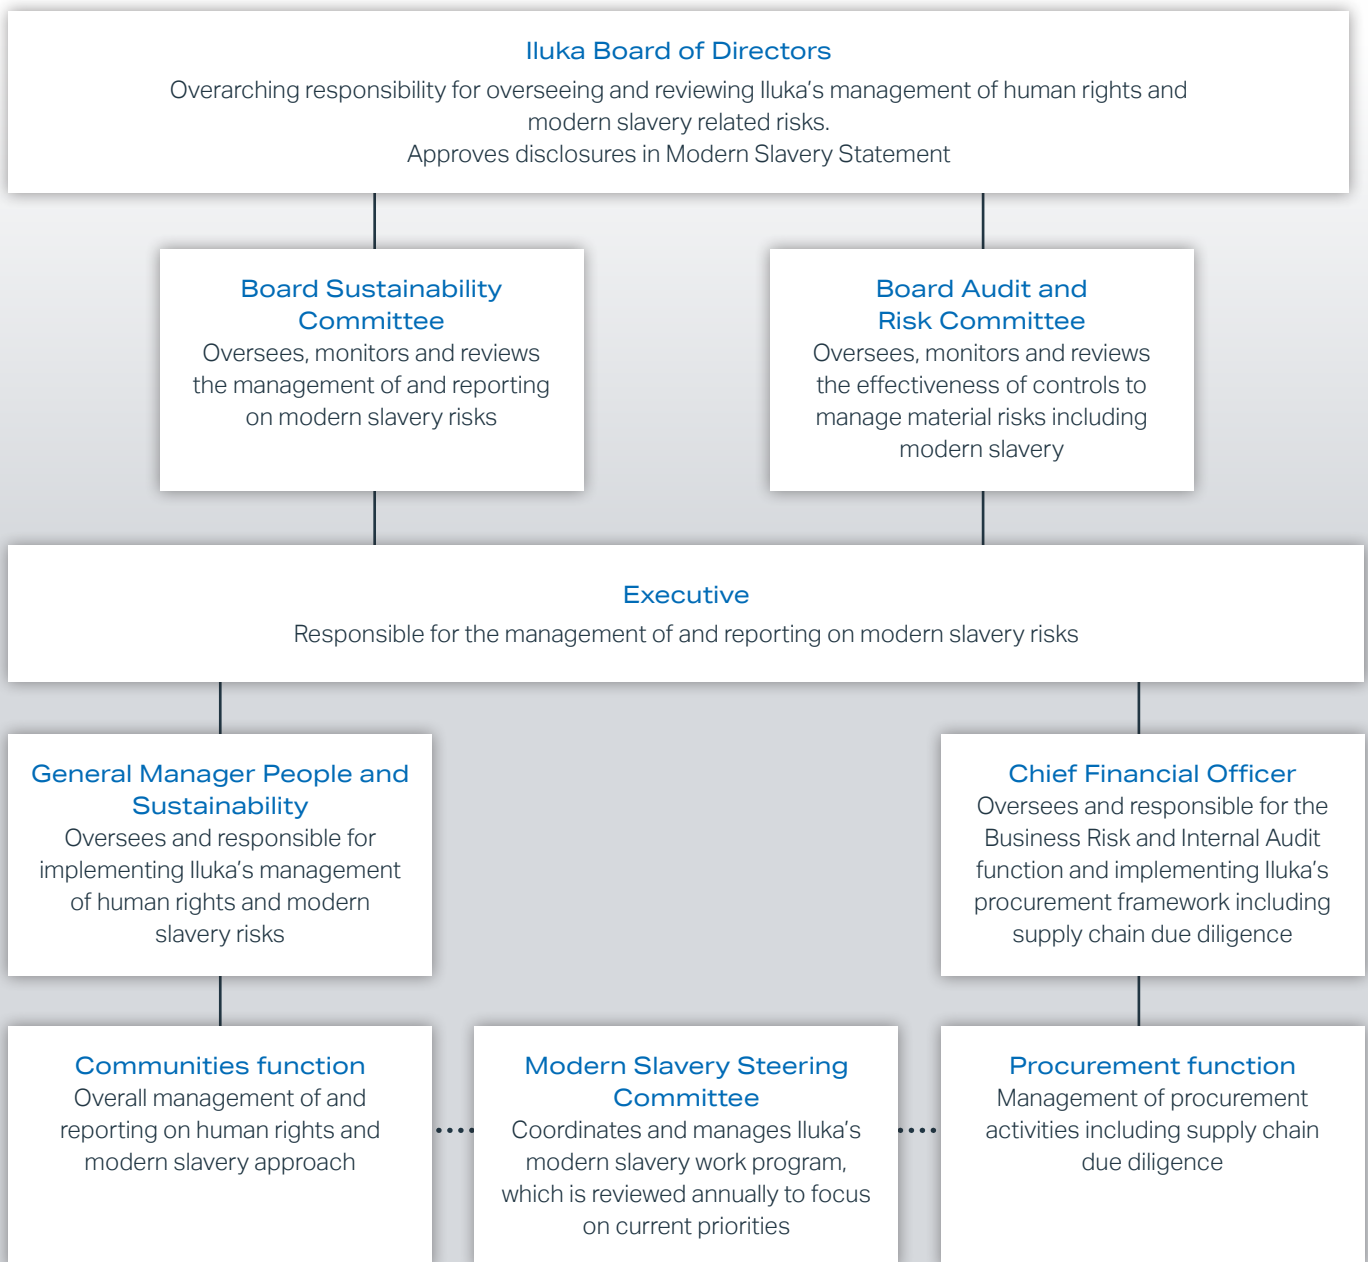 Iluka Board of Directors
Overarching responsibility for overseeing and reviewing Iluka's management of human rights and
modern slavery related risks.
Approves disclosures in Modern Slavery Statement
Board Sustainability
Committee
Oversees, monitors and reviews
the management of and reporting
on modern slavery risks
Board Audit and
Risk Committee
Oversees, monitors and reviews
the effectiveness of controls to
manage material risks including
modern slavery
Executive
Responsible for the management of and reporting on modern slavery risks
General Manager People and
Sustainability
Oversees and responsible for
implementing Iluka's management
of human rights and modern
slavery risks
Chief Financial Officer
Oversees and responsible for the
Business Risk and Internal Audit
function and implementing Iluka's
procurement framework including
supply chain due diligence
Communities function
Overall management of and
reporting on human rights and
modern slavery approach
Modern Slavery Steering
Committee
Coordinates and manages Iluka's
modern slavery work program,
which is reviewed annually to focus
on current priorities
Procurement function
Management of procurement
activities including supply chain
due diligence